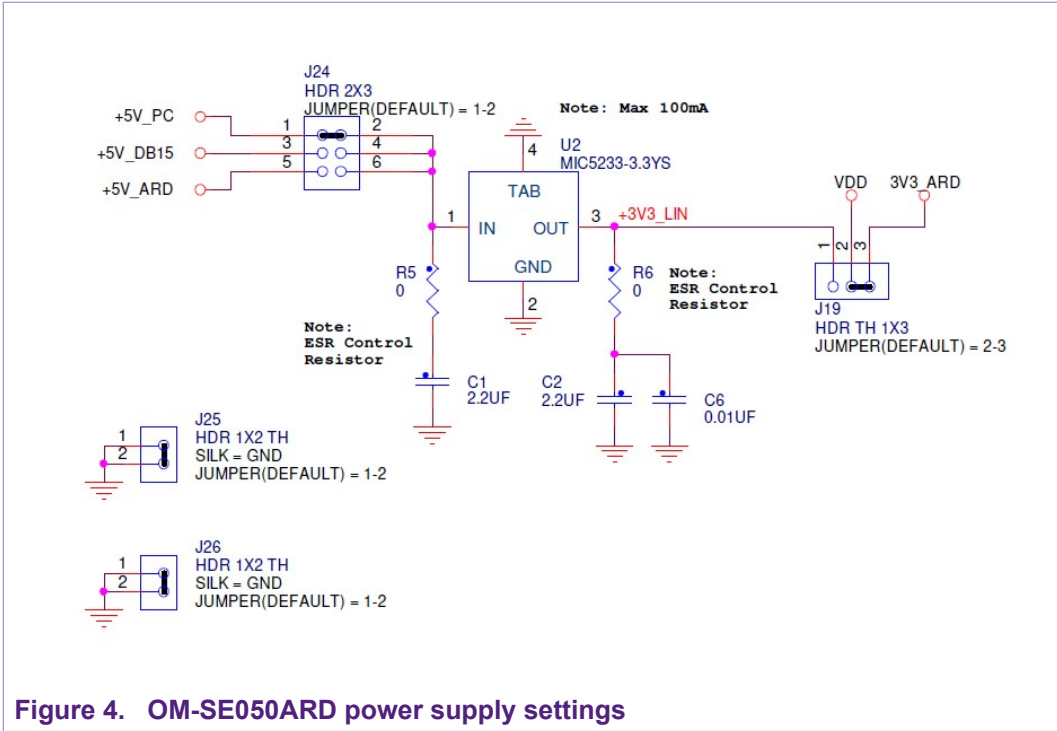 J24
HDR 2X3
JUMPER(DEFAULT) = 1-2
+5V_PC
1
2
+5V_DB15
3
4
+5V_ARD
5
6
Note: Max 100mA
4
U2
MIC5233-3.3YS
TAB
1
IN
OUT
3
+3V3_LIN
GND
2
VDD
3V3_ARD
1
2
3
J19
HDR TH 1X3
JUMPER(DEFAULT) = 2-3
R5
0
Note:
ESR Control
Resistor
R6
0
Note:
ESR Control
Resistor
C1
2.2UF
C2
2.2UF
C6
0.01UF
J25
HDR 1X2 TH
SILK = GND
JUMPER(DEFAULT) = 1-2
1
2
J26
HDR 1X2 TH
SILK = GND
JUMPER(DEFAULT) = 1-2
1
2
Figure 4. OM-SE050ARD power supply settings